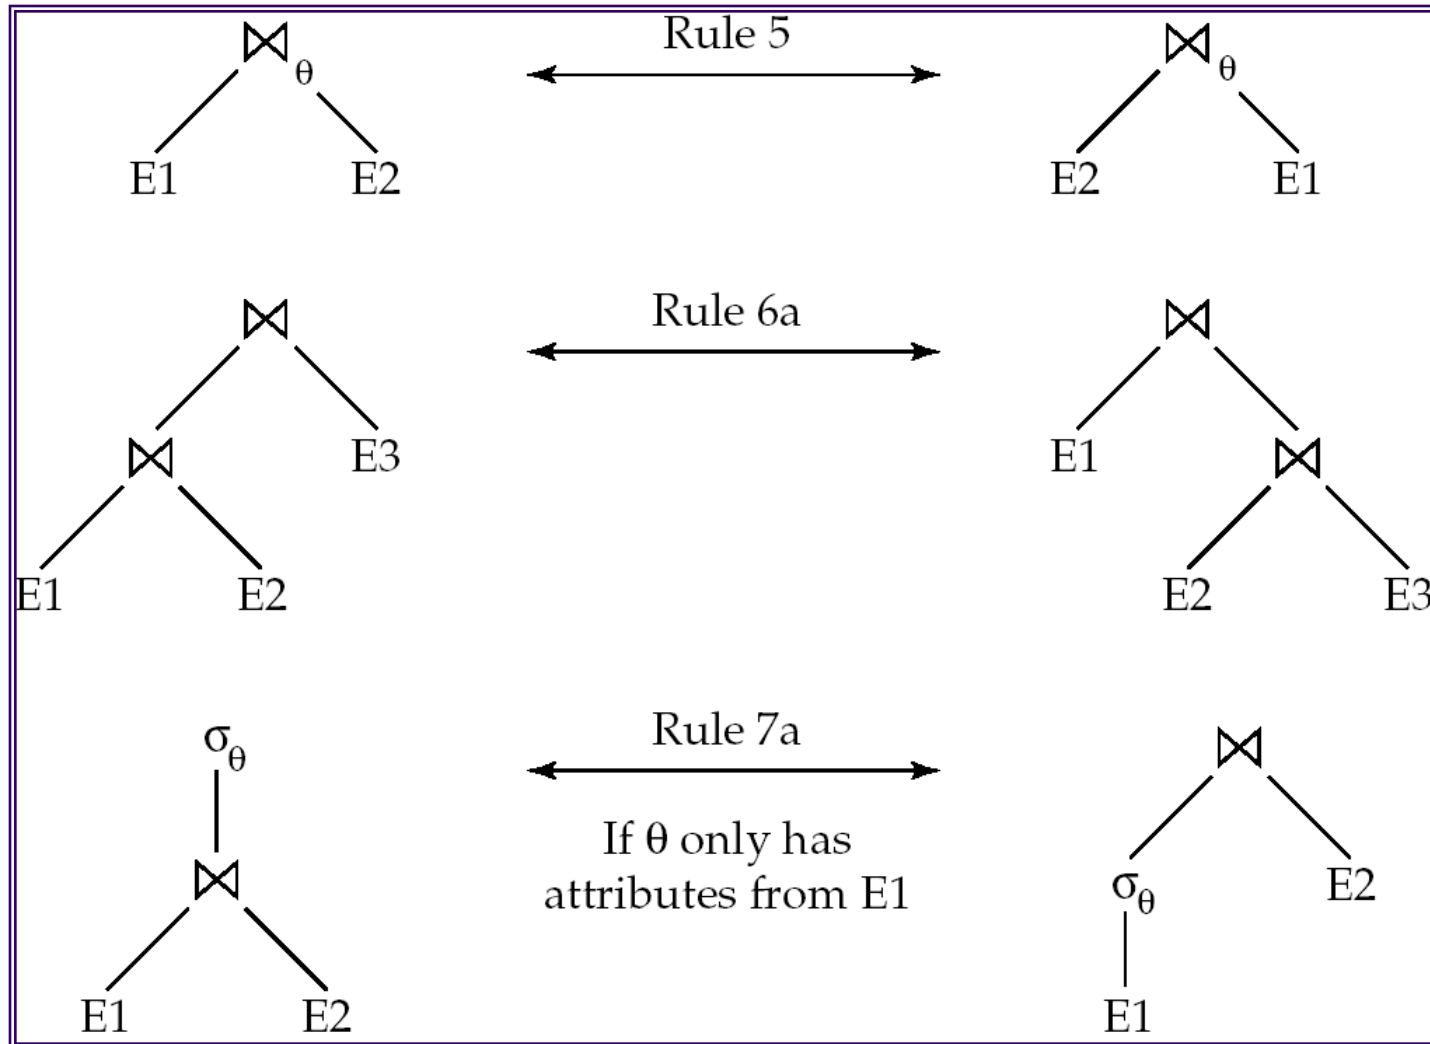 Rule 5
⋈θ
⋈θ
E1 E2
E2 E1
Rule 6a
⋈
⋈
⋈ E3
E1 ⋈
E1 E2
E2 E3
Rule 7a
σθ
⋈
If θ only has
attributes from E1
⋈
σθ E2
E1 E2
E1